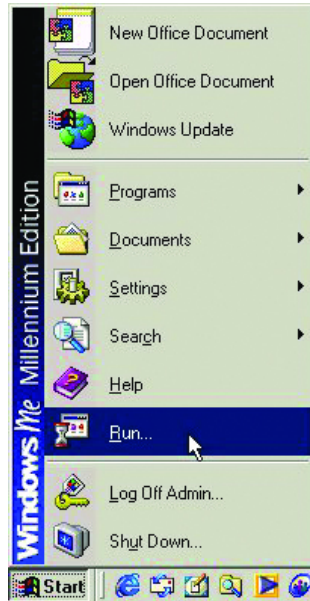 New Office Document
Open Office Document
Windows Update
Programs
Documents
Settings
Search
Help
Run...
Log Off Admin...
Shut Down...
Windows Me Millennium Edition
Start